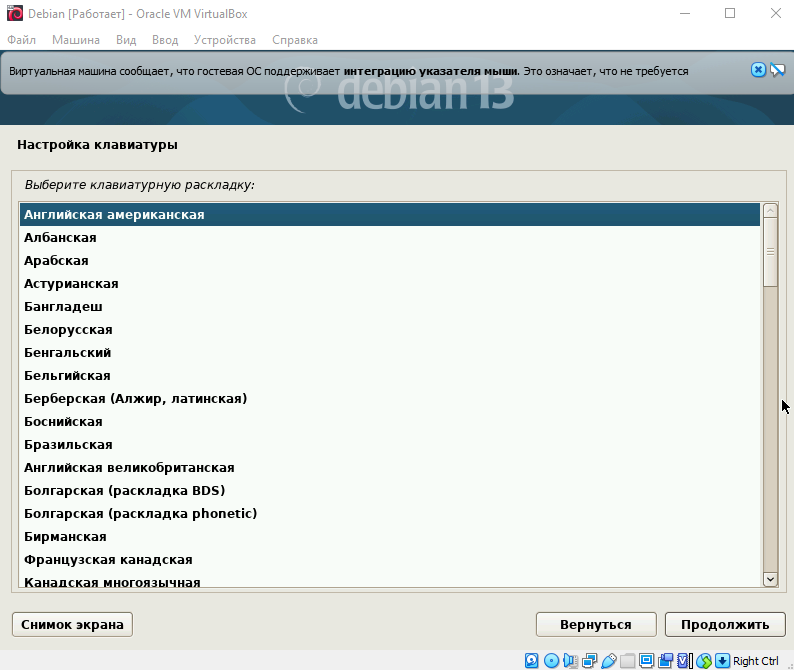 Debian [Работает] - Oracle VM VirtualBox
Файл Машина Вид Ввод Устройства Справка
Виртуальная машина сообщает, что гостевая ОС поддерживает интеграцию указателя мыши. Это означает, что не требуется
debian 13
Настройка клавиатуры
Выберите клавиатурную раскладку:
Английская американская
Албанская
Арабская
Астурианская
Бангладеш
Белорусская
Бенгальский
Бельгийская
Берберская (Алжир, латинская)
Боснийская
Бразильская
Английская великобританская
Болгарская (раскладка BDS)
Болгарская (раскладка phonetic)
Бирманская
Французская канадская
Канадская многоязычная
Снимок экрана Вернуться Продолжить
Right Ctrl